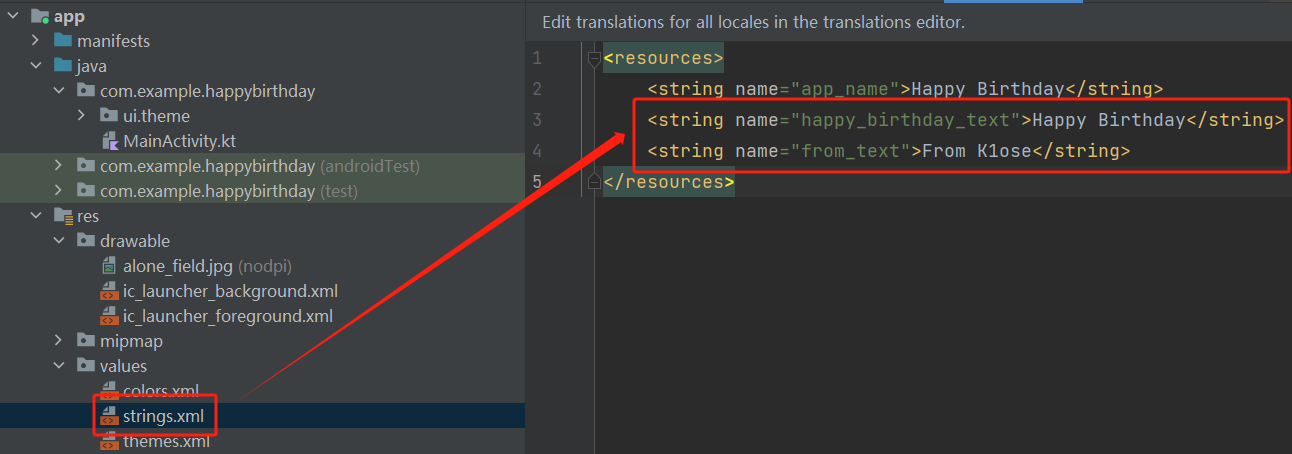 app
manifests
java
com.example.happybirthday
ui.theme
MainActivity.kt
com.example.happybirthday (androidTest)
com.example.happybirthday (test)
res
drawable
alone_field.jpg (nodpi)
ic_launcher_background.xml
ic_launcher_foreground.xml
mipmap
values
colors.xml
strings.xml
themes.xml
Edit translations for all locales in the translations editor.
1 <resources>
2 <string name="app_name">Happy Birthday</string>
3 <string name="happy_birthday_text">Happy Birthday</string>
4 <string name="from_text">From K1ose</string>
5 </resources>